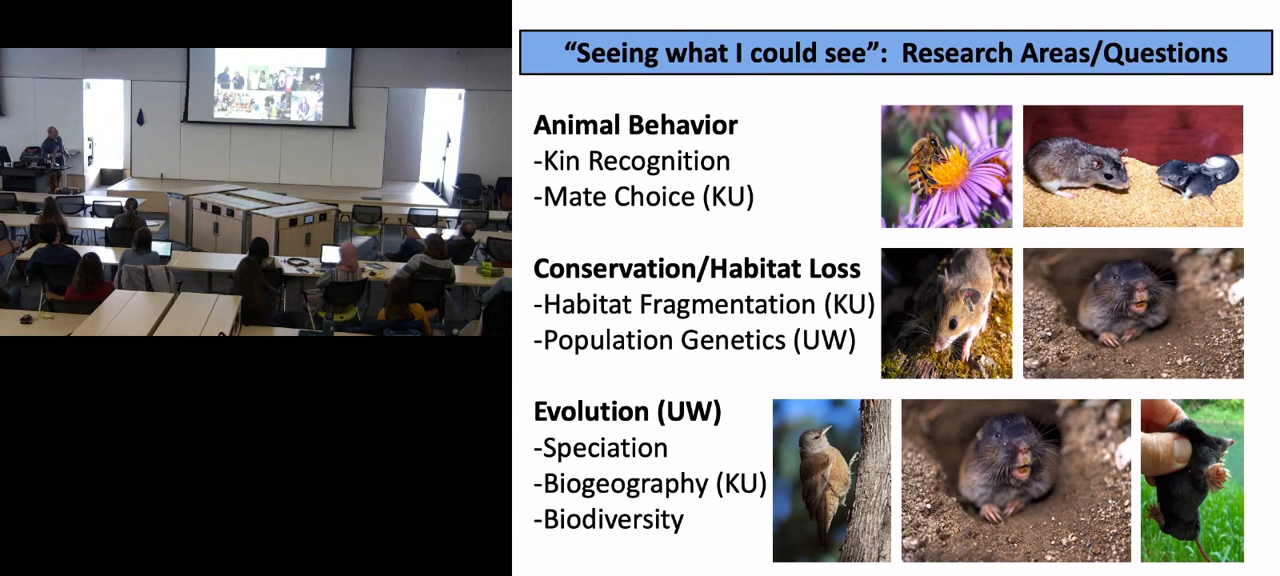 “Seeing what I could see”:  Research Areas/Questions
Animal Behavior
-Kin Recognition
-Mate Choice (KU)
Conservation/Habitat Loss
-Habitat Fragmentation (KU)
-Population Genetics (UW)
Evolution (UW)
-Speciation
-Biogeography (KU)
-Biodiversity